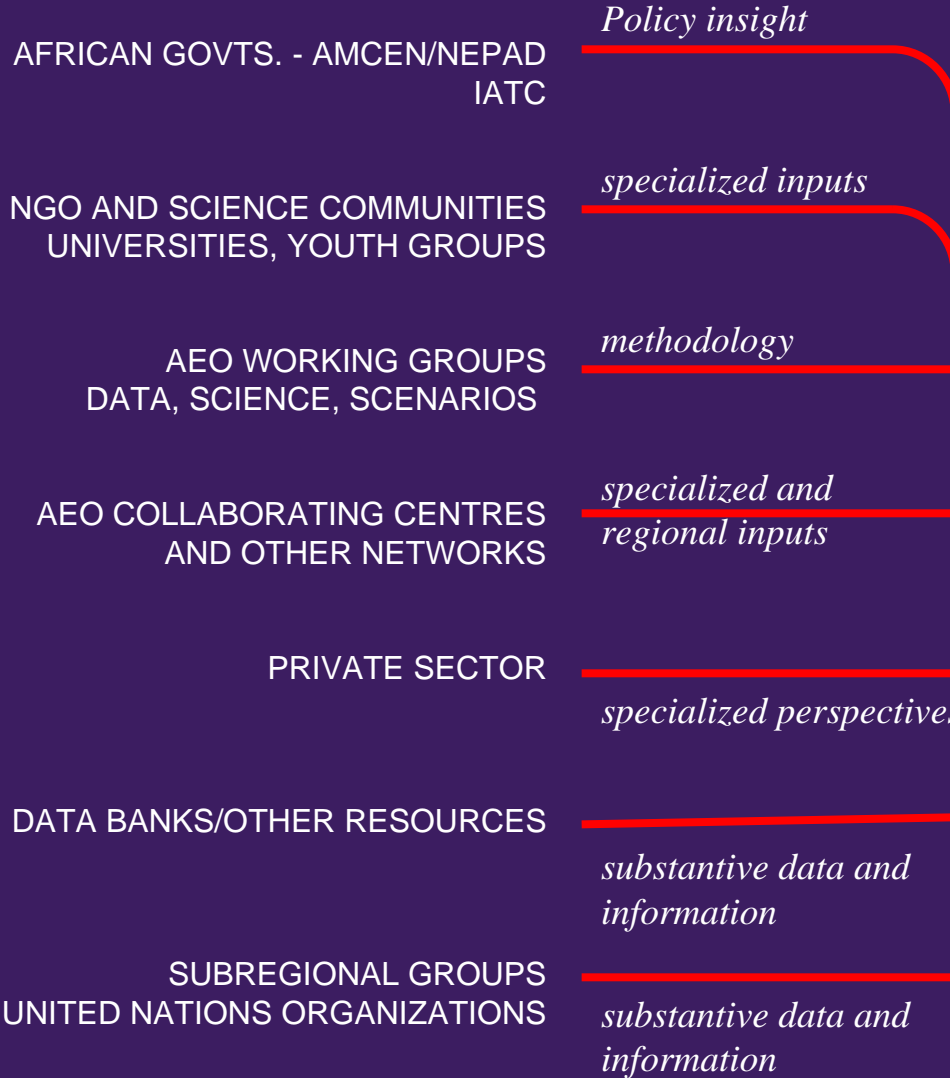 Policy insight
AFRICAN GOVTS. - AMCEN/NEPAD
IATC
specialized inputs
NGO AND SCIENCE COMMUNITIES
UNIVERSITIES, YOUTH GROUPS
methodology
AEO WORKING GROUPS
DATA, SCIENCE, SCENARIOS
specialized and
regional inputs
AEO COLLABORATING CENTRES
AND OTHER NETWORKS
PRIVATE SECTOR
specialized perspectives
DATA BANKS/OTHER RESOURCES
substantive data and
information
SUBREGIONAL GROUPS
UNITED NATIONS ORGANIZATIONS
substantive data and
information